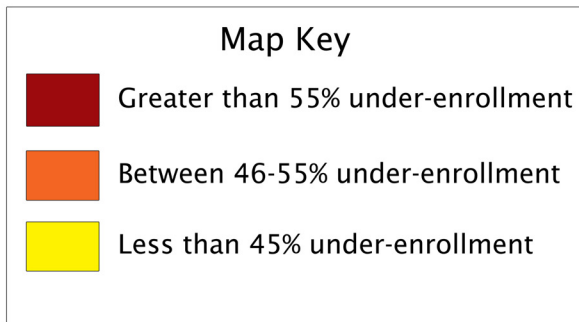 Map Key
Greater than 55% under-enrollment
Between 46-55% under-enrollment
Less than 45% under-enrollment